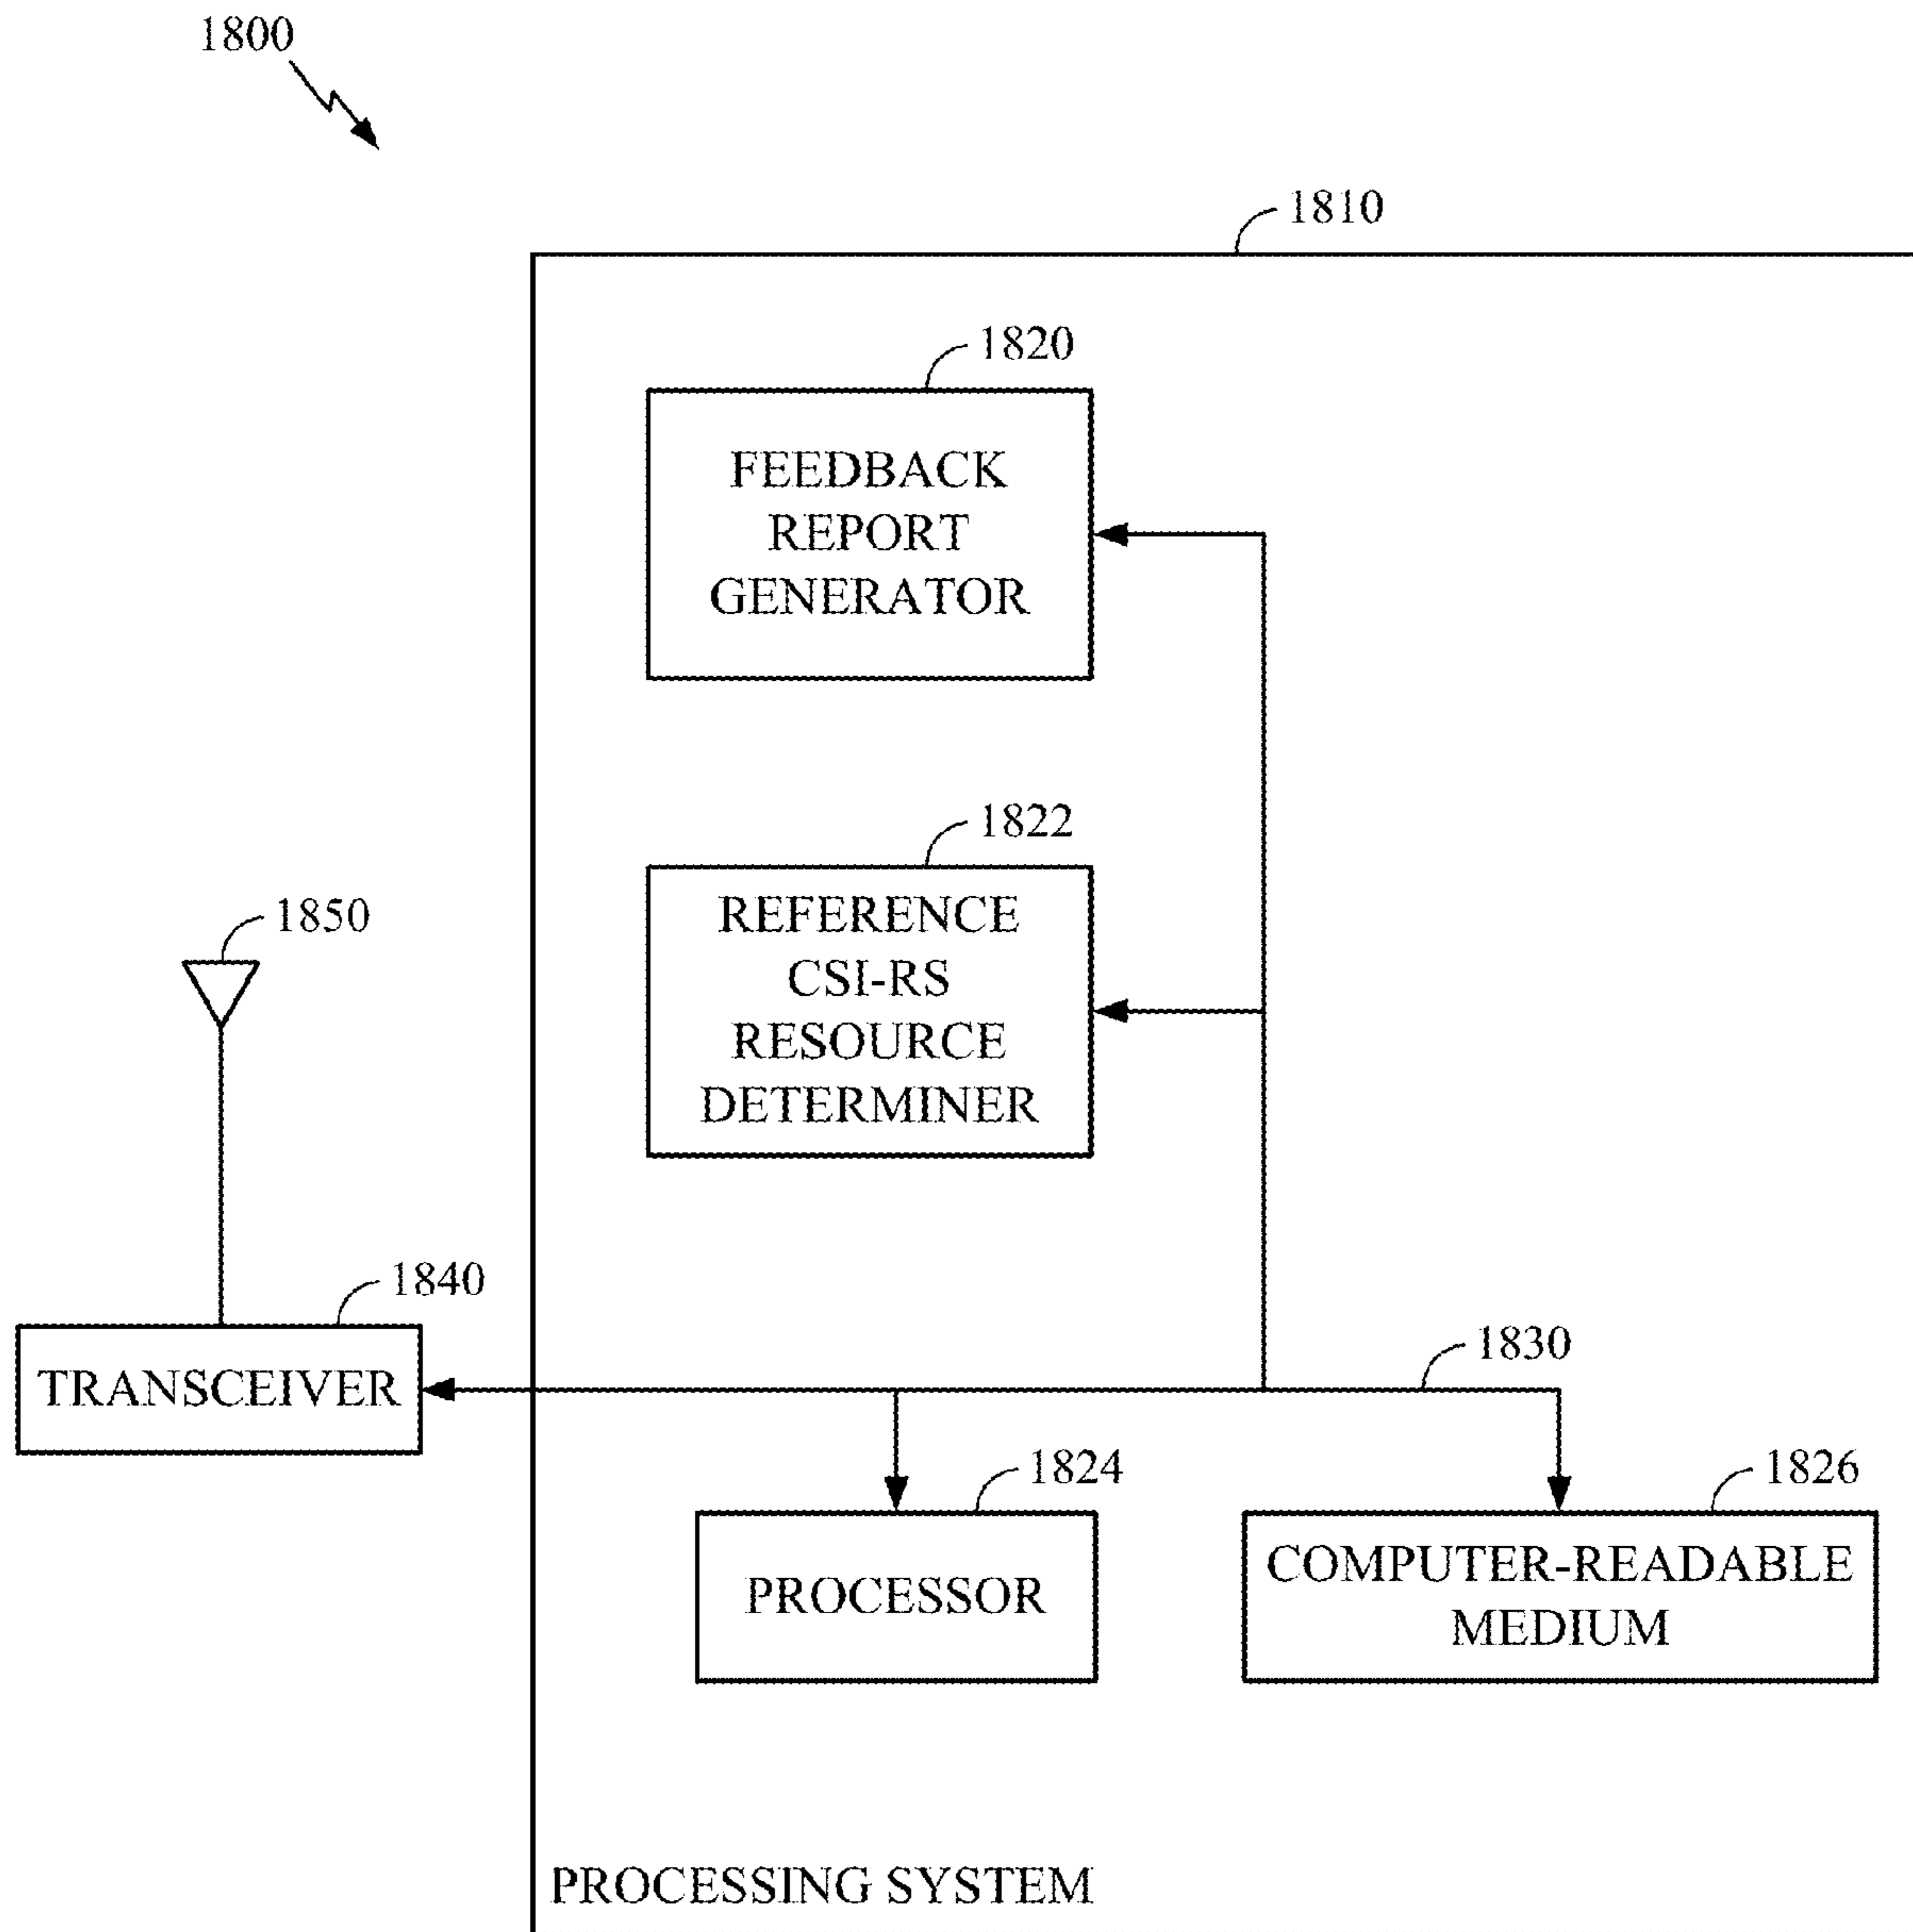 1800
1810
1820
FEEDBACK
REPORT
GENERATOR
1822
REFERENCE
CSI-RS
RESOURCE
DETERMINER
1850
1840
TRANSCEIVER
1830
1824
PROCESSOR
1826
COMPUTER-READABLE
MEDIUM
PROCESSING SYSTEM